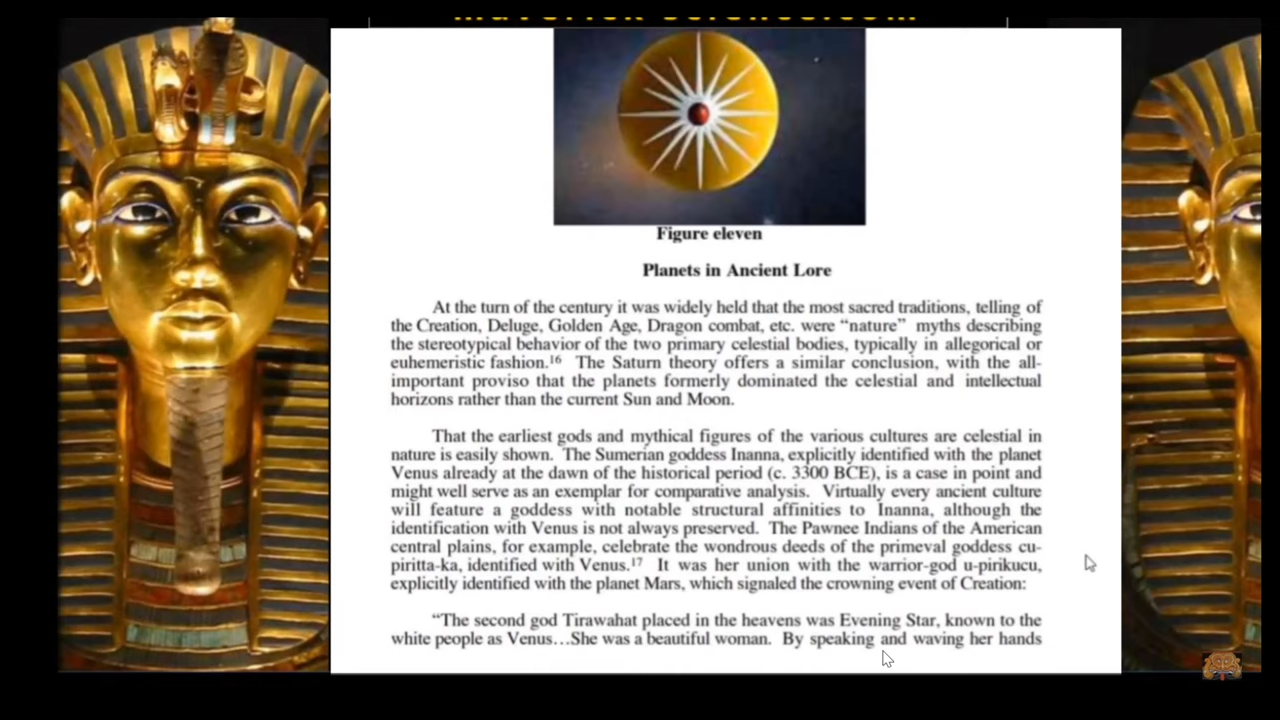 maverick-science.com
Figure eleven
Planets in Ancient Lore
At the turn of the century it was widely held that the most sacred traditions, telling of
the Creation, Deluge, Golden Age, Dragon combat, etc. were “nature” myths describing
the stereotypical behavior of the two primary celestial bodies, typically in allegorical or
euhemeristic fashion.16 The Saturn theory offers a similar conclusion, with the all-
important proviso that the planets formerly dominated the celestial and intellectual
horizons rather than the current Sun and Moon.
That the earliest gods and mythical figures of the various cultures are celestial in
nature is easily shown. The Sumerian goddess Inanna, explicitly identified with the planet
Venus already at the dawn of the historical period (c. 3300 BCE), is a case in point and
might well serve as an exemplar for comparative analysis. Virtually every ancient culture
will feature a goddess with notable structural affinities to Inanna, although the
identification with Venus is not always preserved. The Pawnee Indians of the American
central plains, for example, celebrate the wondrous deeds of the primeval goddess cu-
piritta-ka, identified with Venus.17 It was her union with the warrior-god u-pirikucu,
explicitly identified with the planet Mars, which signaled the crowning event of Creation:
“The second god Tirawahat placed in the heavens was Evening Star, known to the
white people as Venus…She was a beautiful woman. By speaking and waving her hands